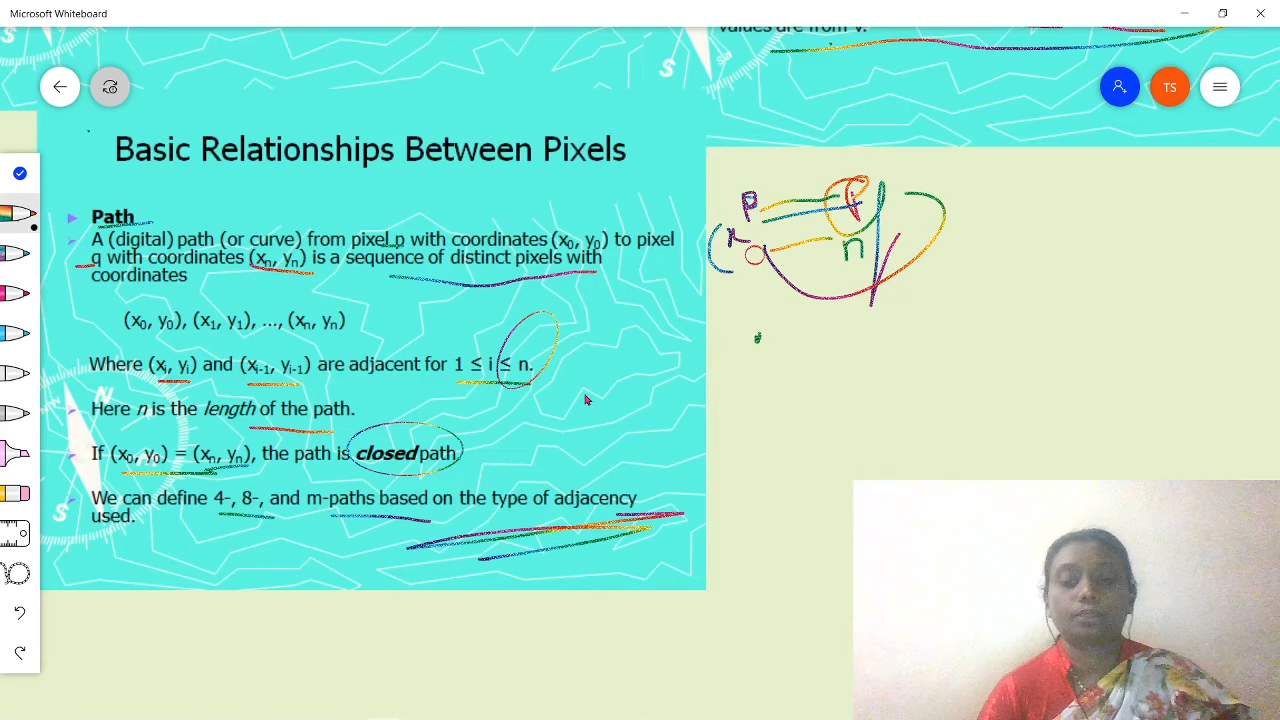 Microsoft Whiteboard
values are from V.
TS
Basic Relationships Between Pixels
Path
A (digital) path (or curve) from pixel p with coordinates (x₀, y₀) to pixel
q with coordinates (xₙ, yₙ) is a sequence of distinct pixels with
coordinates
(x₀, y₀), (x₁, y₁), ..., (xₙ, yₙ)
Where (xᵢ, yᵢ) and (xᵢ₋₁, yᵢ₋₁) are adjacent for 1 ≤ i ≤ n.
Here n is the length of the path.
If (x₀, y₀) = (xₙ, yₙ), the path is closed path.
We can define 4-, 8-, and m-paths based on the type of adjacency
used.
P
n